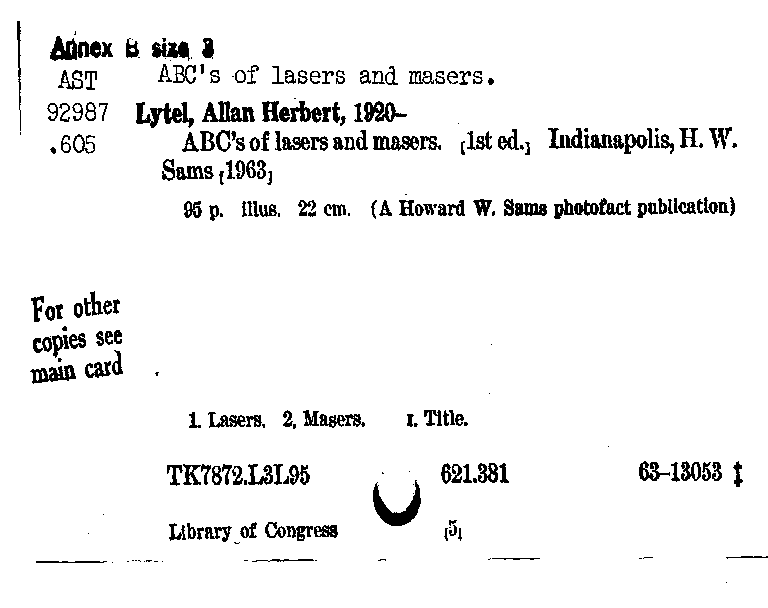 Annex B size 3
AST ABC's of lasers and masers.
92987 Lytel, Allan Herbert, 1920–
.605 ABC's of lasers and masers. [1st ed.] Indianapolis, H. W.
Sams [1963]
95 p. illus. 22 cm. (A Howard W. Sams photofact publication)
For other
copies see
main card
1. Lasers. 2. Masers. I. Title.
TK7872.L3L95 621.381 63–13053 ‡
Library of Congress [5]